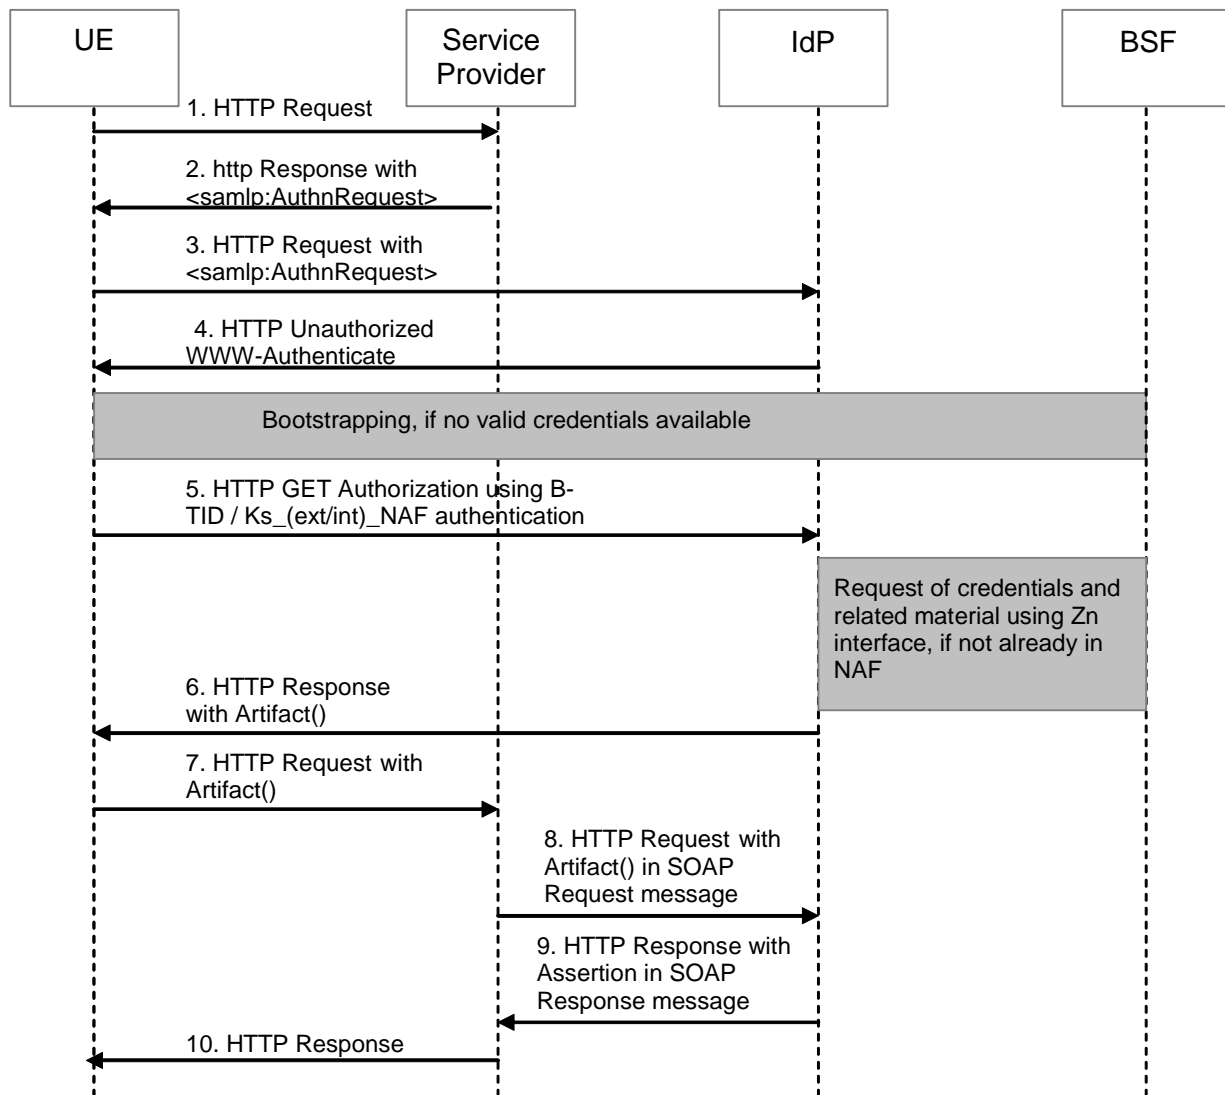 UE
Service
Provider
IdP
BSF
1. HTTP Request
2. http Response with
<samlp:AuthnRequest>
3. HTTP Request with
<samlp:AuthnRequest>
4. HTTP Unauthorized
WWW-Authenticate
Bootstrapping, if no valid credentials available
5. HTTP GET Authorization using B-
TID / Ks_(ext/int)_NAF authentication
Request of credentials and
related material using Zn
interface, if not already in
NAF
6. HTTP Response
with Artifact()
7. HTTP Request with
Artifact()
8. HTTP Request with
Artifact() in SOAP
Request message
9. HTTP Response with
Assertion in SOAP
Response message
10. HTTP Response